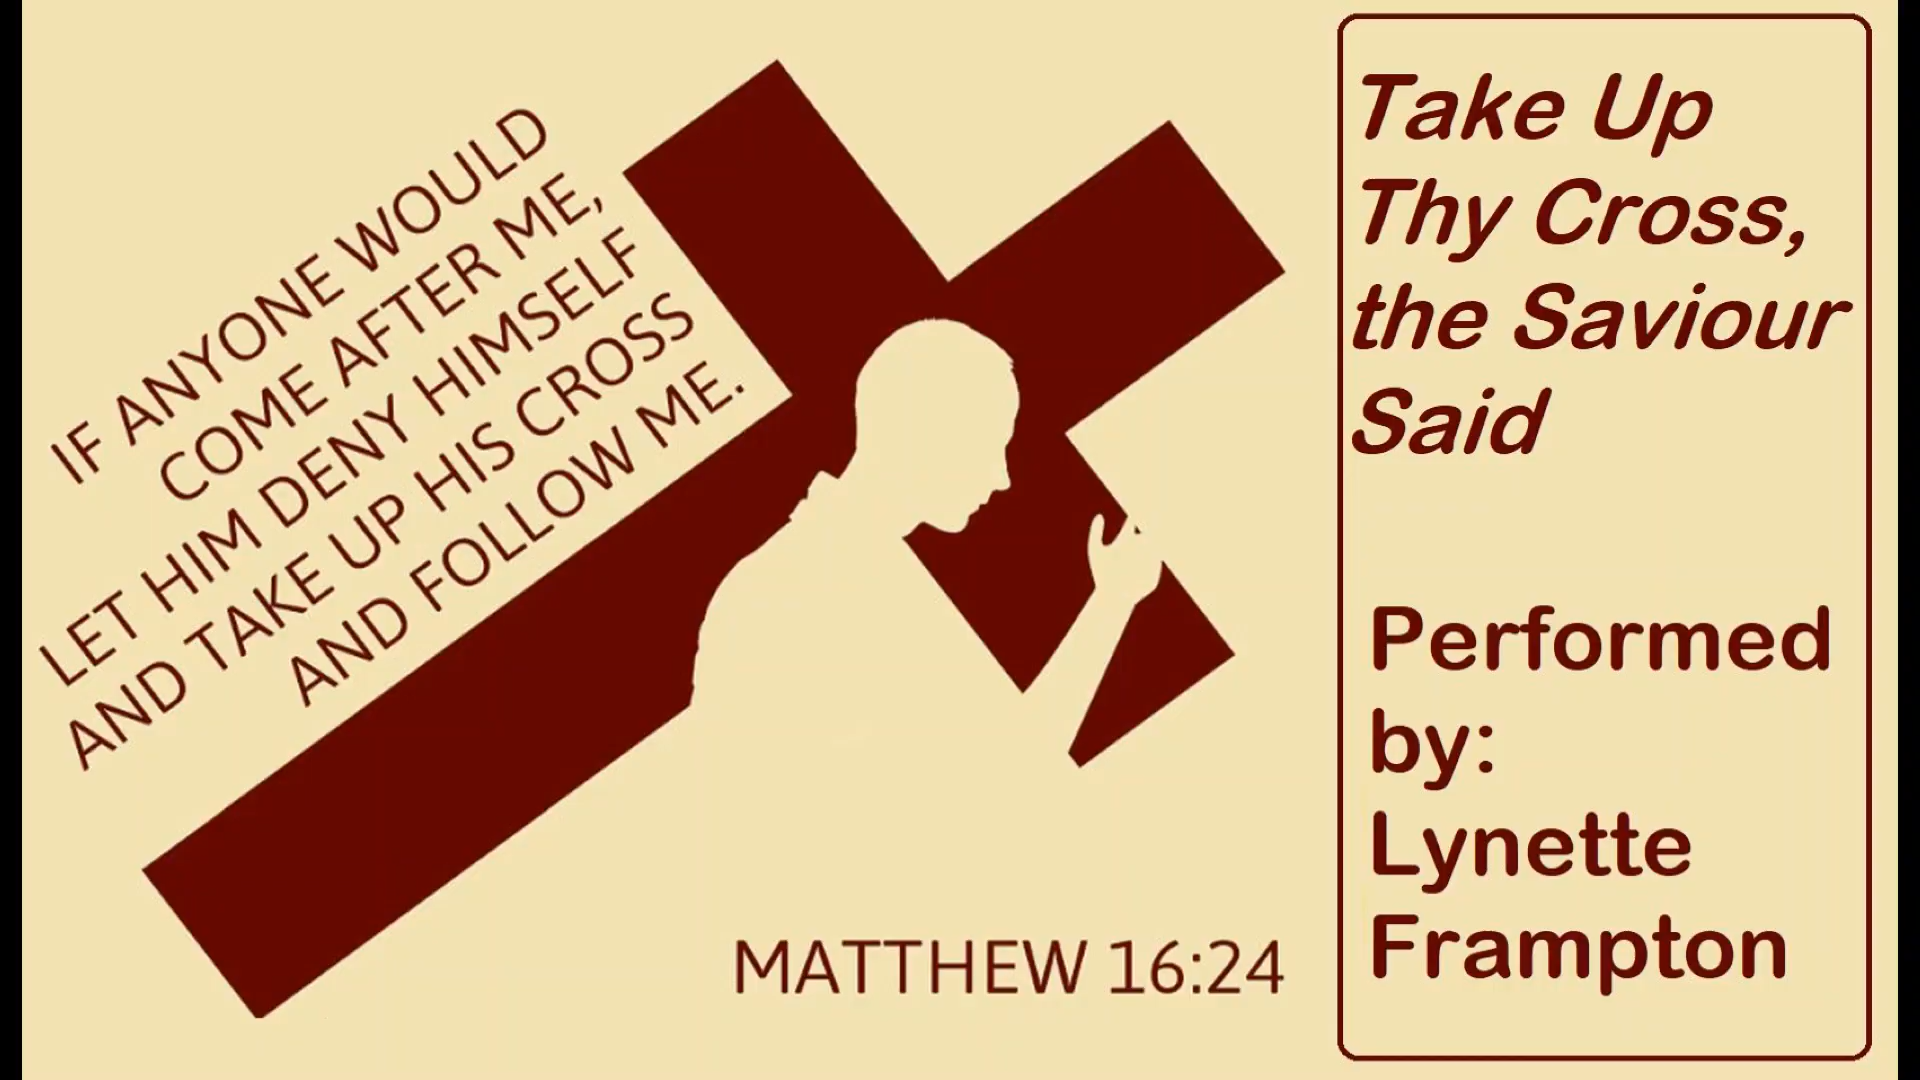 IF ANYONE WOULD
COME AFTER ME,
LET HIM DENY HIMSELF
AND TAKE UP HIS CROSS
AND FOLLOW ME.
MATTHEW 16:24
Take Up
Thy Cross,
the Saviour
Said
Performed
by:
Lynette
Frampton